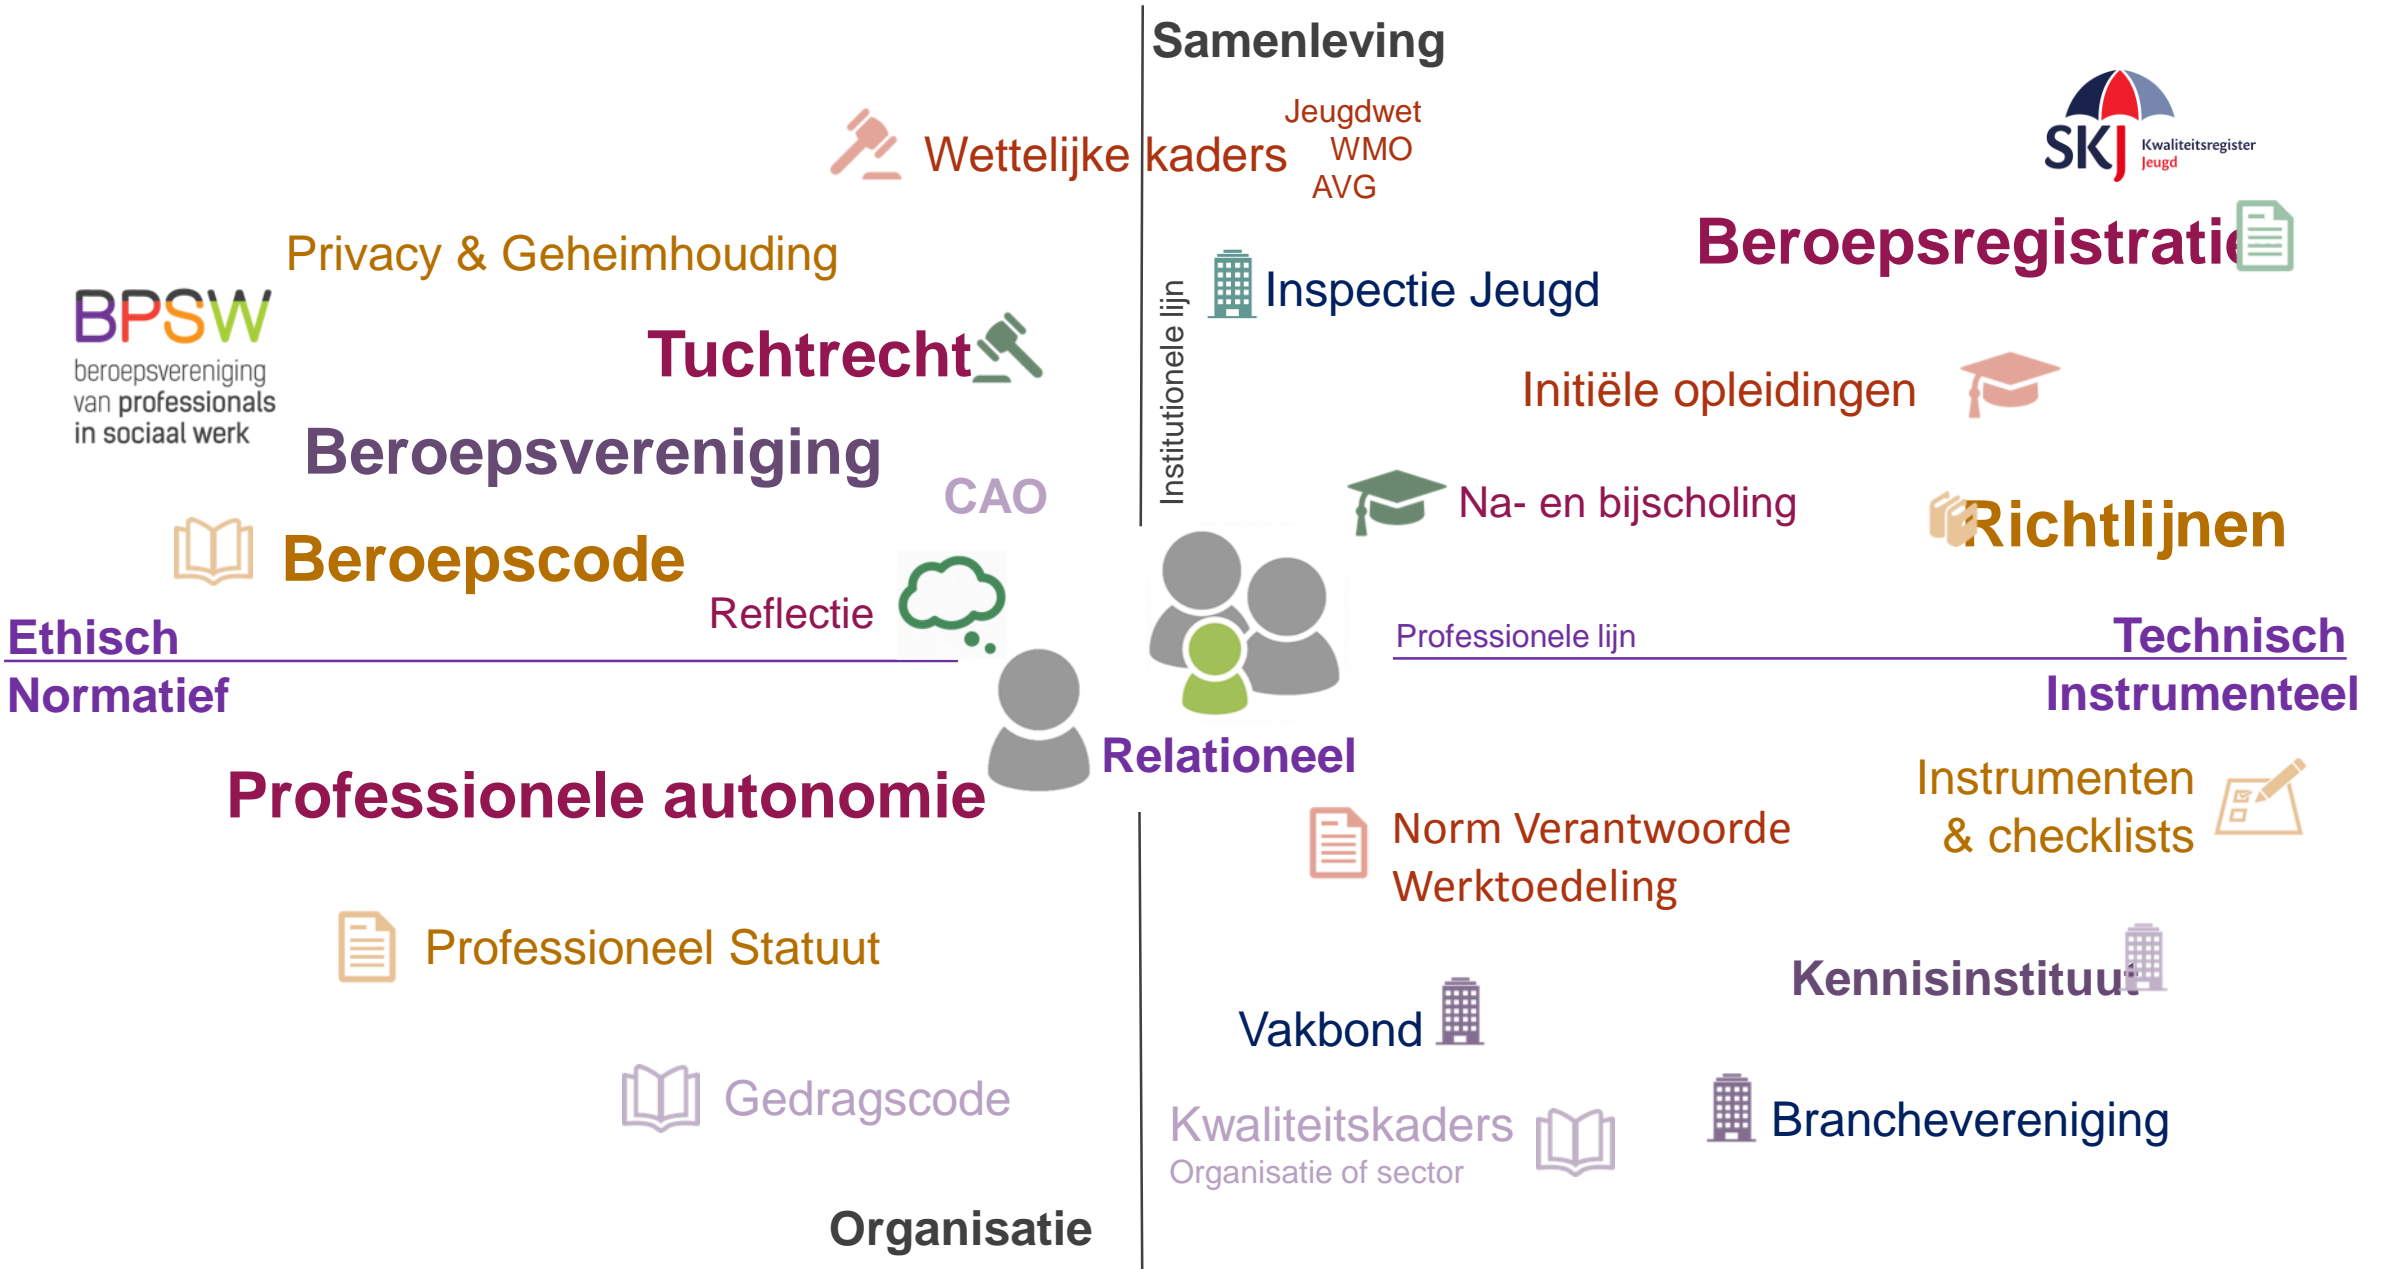 Samenleving
Jeugdwet
Wettelijke kaders
WMO
AVG
SKJ
Kwaliteitsregister
Jeugd
Beroepsregistratie
Privacy & Geheimhouding
Inspectie Jeugd
Institutionele lijn
BPSW
beroepsvereniging
van professionals
in sociaal werk
Tuchtrecht
Initiële opleidingen
Beroepsvereniging
CAO
Na- en bijscholing
Richtlijnen
Beroepscode
Reflectie
Ethisch
Professionele lijn
Technisch
Normatief
Instrumenteel
Relationeel
Professionele autonomie
Instrumenten
& checklists
Norm Verantwoorde
Werktoedeling
Professioneel Statuut
Kennisinstituut
Vakbond
Gedragscode
Kwaliteitskaders
Organisatie of sector
Branchevereniging
Organisatie